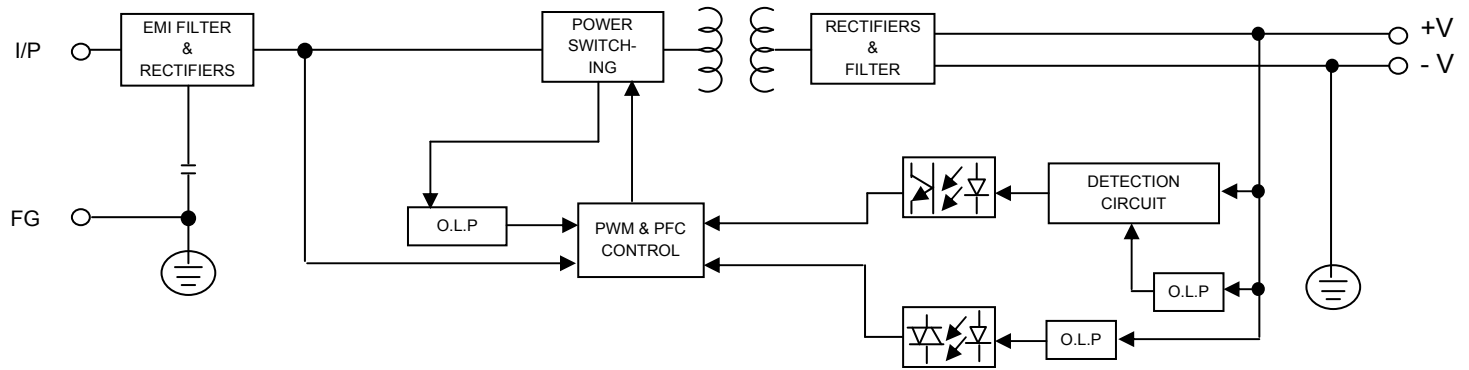 I/P
EMI FILTER
&
RECTIFIERS
POWER
SWITCH-
ING
RECTIFIERS
&
FILTER
+V
- V
FG
O.L.P
PWM & PFC
CONTROL
DETECTION
CIRCUIT
O.L.P
O.L.P